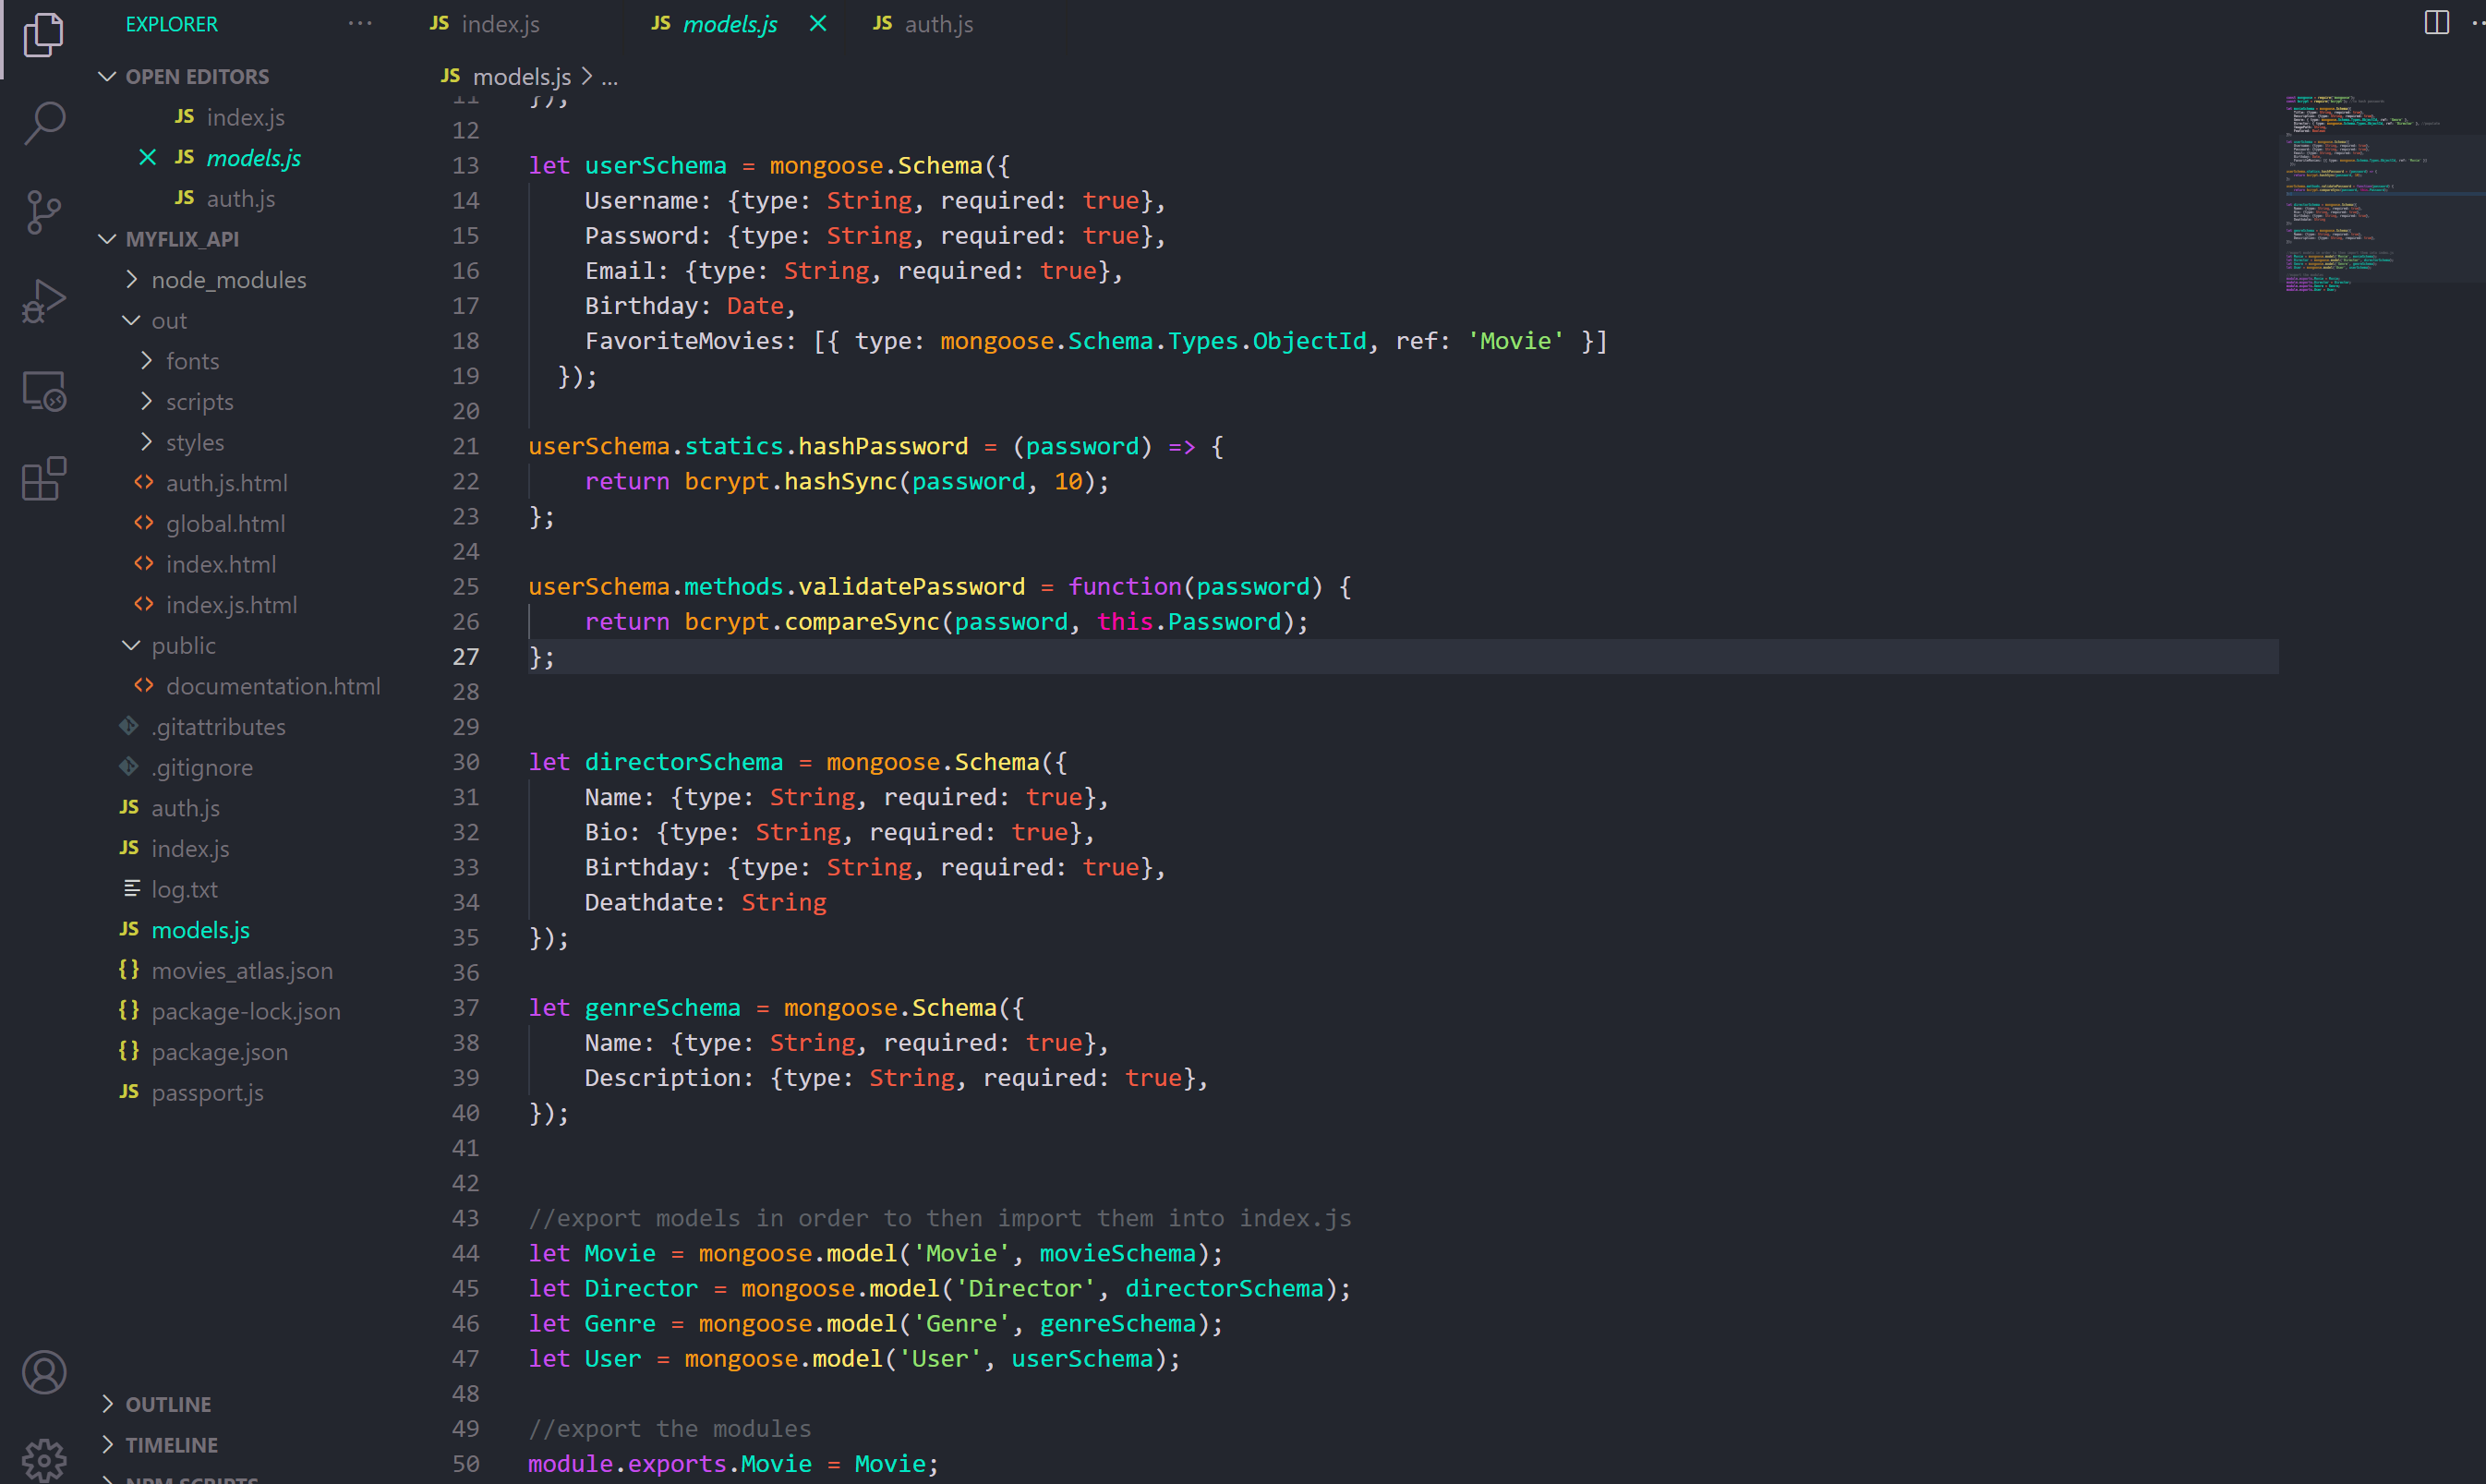 EXPLORER
OPEN EDITORS
JS index.js
JS models.js
JS auth.js
MYFLIX_API
node_modules
out
fonts
scripts
styles
auth.js.html
global.html
index.html
index.js.html
public
documentation.html
.gitattributes
.gitignore
JS auth.js
JS index.js
log.txt
JS models.js
{} movies_atlas.json
{} package-lock.json
{} package.json
JS passport.js
OUTLINE
TIMELINE
NPM SCRIPTS
JS index.js JS models.js JS auth.js
JS models.js > ...
11 });
12
13 let userSchema = mongoose.Schema({
14     Username: {type: String, required: true},
15     Password: {type: String, required: true},
16     Email: {type: String, required: true},
17     Birthday: Date,
18     FavoriteMovies: [{ type: mongoose.Schema.Types.ObjectId, ref: 'Movie' }]
19   });
20
21 userSchema.statics.hashPassword = (password) => {
22     return bcrypt.hashSync(password, 10);
23 };
24
25 userSchema.methods.validatePassword = function(password) {
26     return bcrypt.compareSync(password, this.Password);
27 };
28
29
30 let directorSchema = mongoose.Schema({
31     Name: {type: String, required: true},
32     Bio: {type: String, required: true},
33     Birthday: {type: String, required: true},
34     Deathdate: String
35 });
36
37 let genreSchema = mongoose.Schema({
38     Name: {type: String, required: true},
39     Description: {type: String, required: true},
40 });
41
42
43 //export models in order to then import them into index.js
44 let Movie = mongoose.model('Movie', movieSchema);
45 let Director = mongoose.model('Director', directorSchema);
46 let Genre = mongoose.model('Genre', genreSchema);
47 let User = mongoose.model('User', userSchema);
48
49 //export the modules
50 module.exports.Movie = Movie;